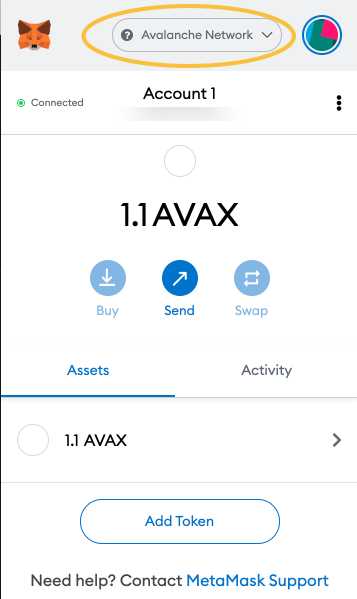 Avalanche Network
Connected
Account 1
1.1 AVAX
Buy
Send
Swap
Assets
Activity
1.1 AVAX
Add Token
Need help? Contact MetaMask Support